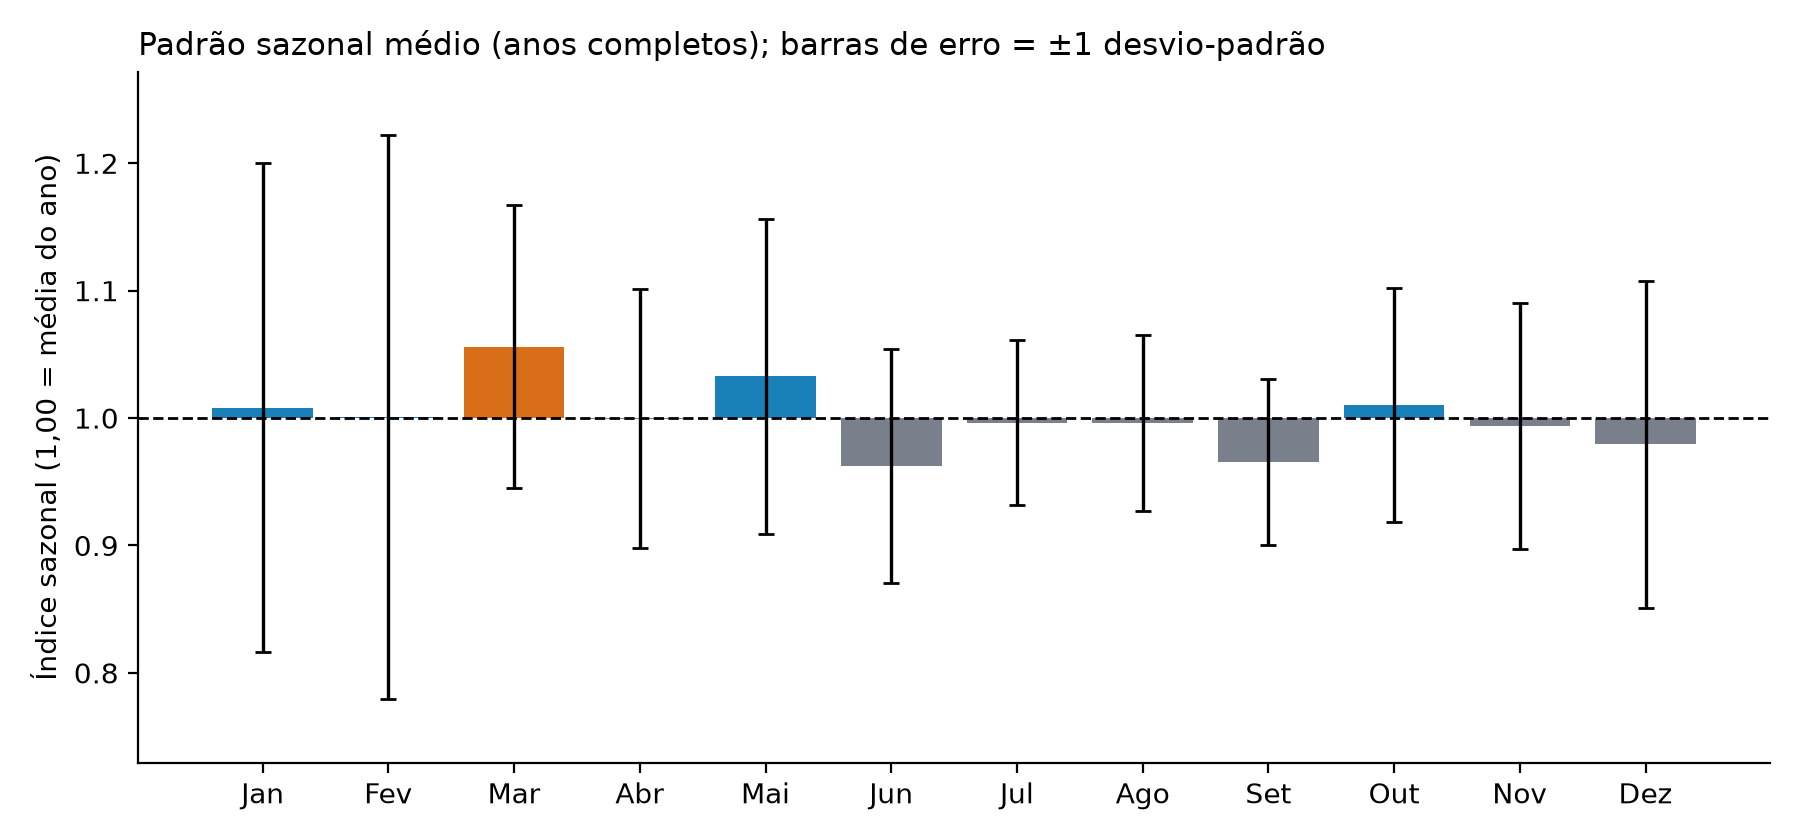 Padrão sazonal médio (anos completos); barras de erro = ±1 desvio-padrão
Índice sazonal (1,00 = média do ano)
1.2
1.1
1.0
0.9
0.8
Jan Fev Mar Abr Mai Jun Jul Ago Set Out Nov Dez